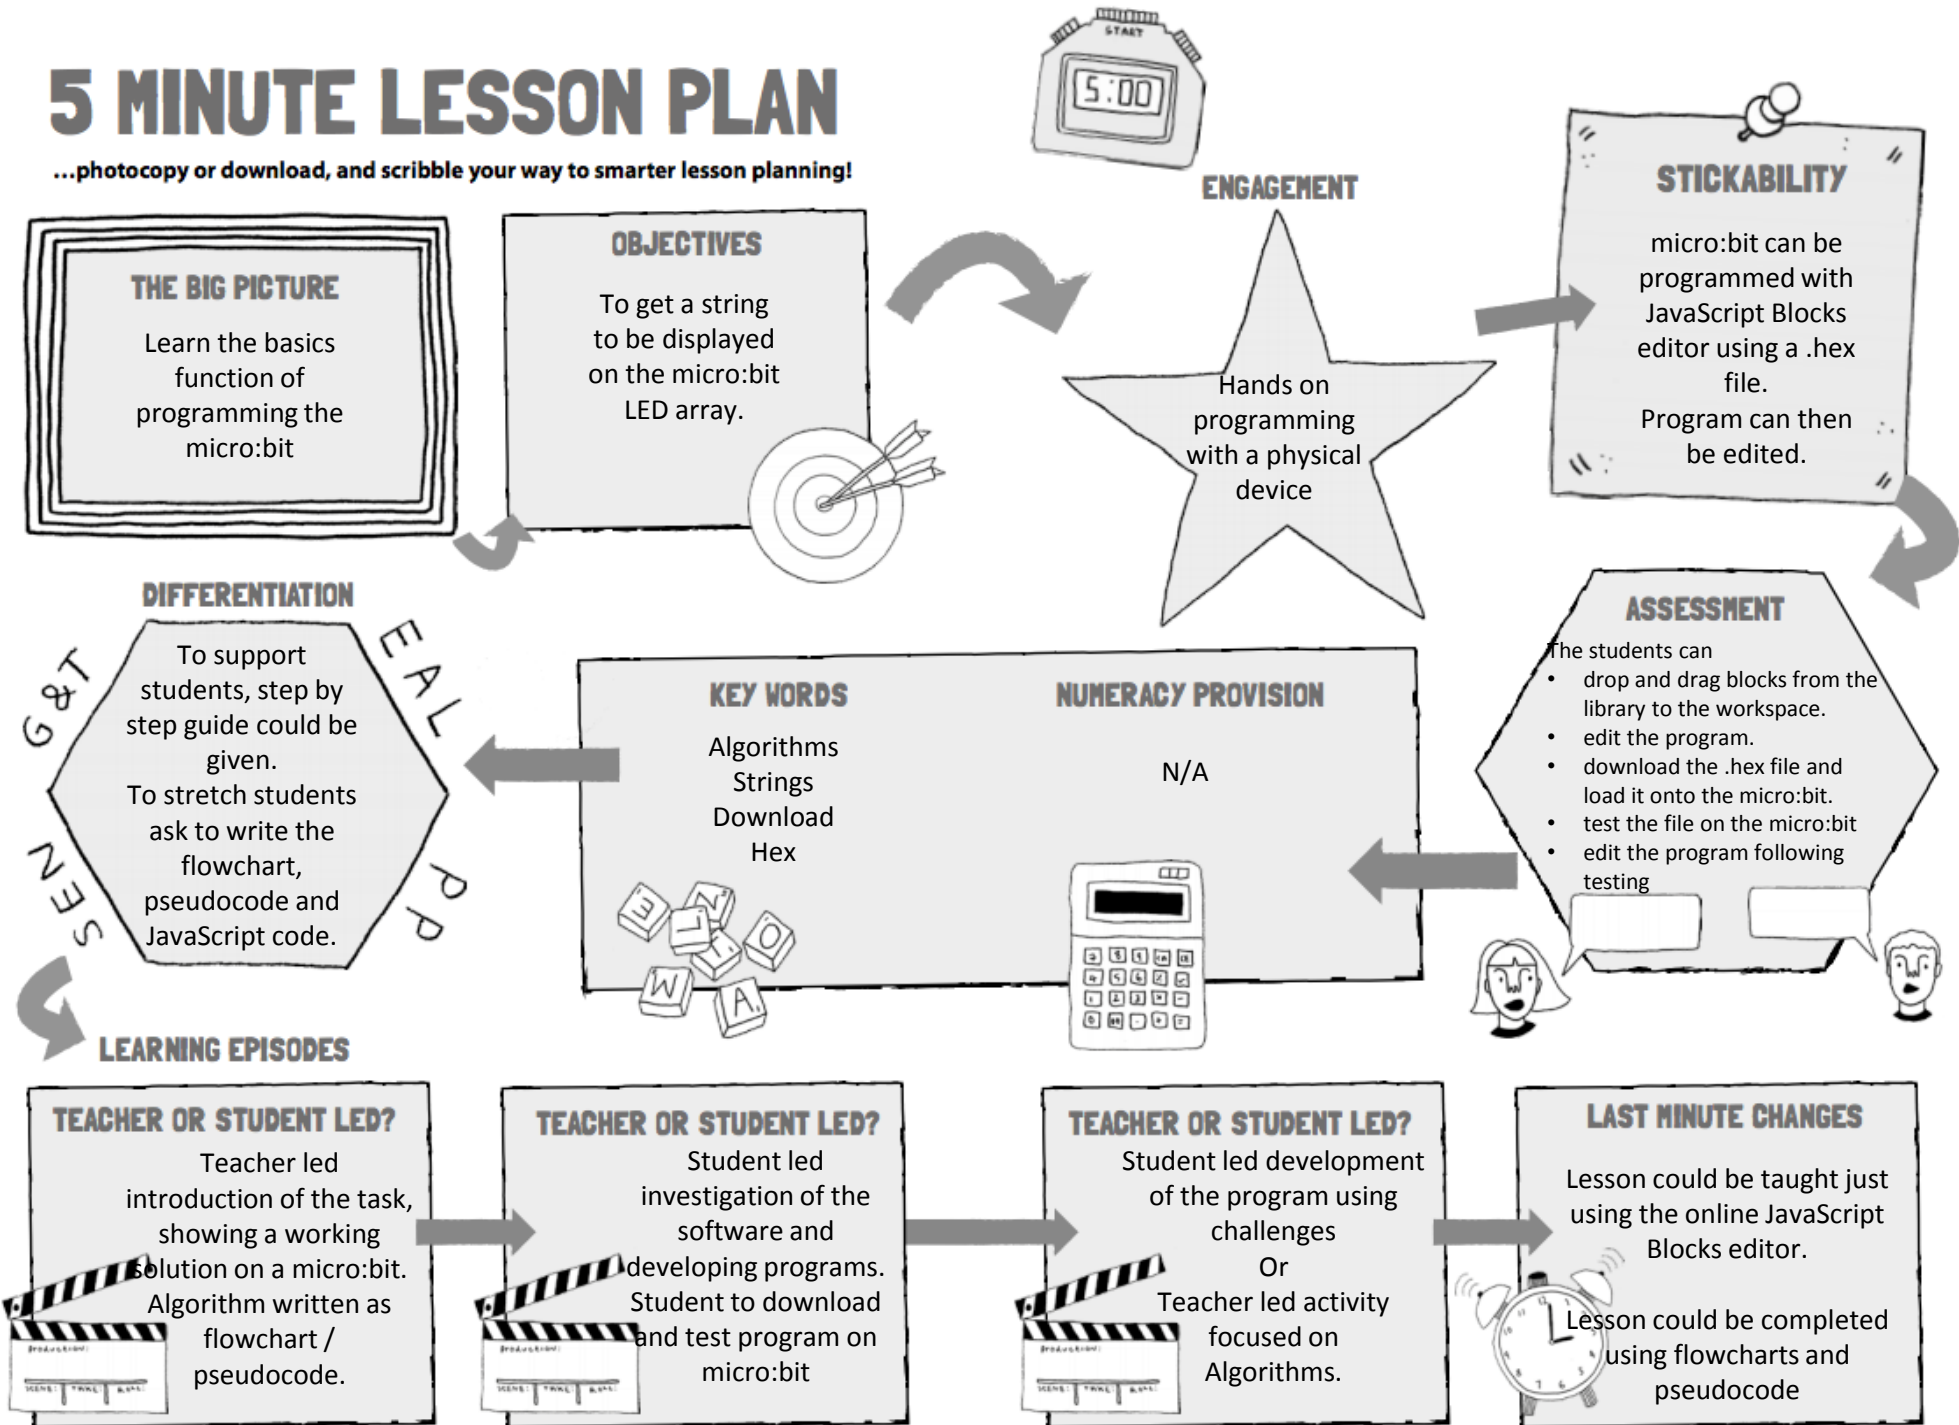 5 MINUTE LESSON PLAN
...photocopy or download, and scribble your way to smarter lesson planning!
START
5:00
THE BIG PICTURE
Learn the basics
function of
programming the
micro:bit
OBJECTIVES
To get a string
to be displayed
on the micro:bit
LED array.
ENGAGEMENT
Hands on
programming
with a physical
device
STICKABILITY
micro:bit can be
programmed with
JavaScript Blocks
editor using a .hex
file.
Program can then
be edited.
ASSESSMENT
The students can
• drop and drag blocks from the
library to the workspace.
• edit the program.
• download the .hex file and
load it onto the micro:bit.
• test the file on the micro:bit
• edit the program following
testing
KEY WORDS
Algorithms
Strings
Download
Hex
NUMERACY PROVISION
N/A
DIFFERENTIATION
G&T
EAL
SEN
PP
To support
students, step by
step guide could be
given.
To stretch students
ask to write the
flowchart,
pseudocode and
JavaScript code.
LEARNING EPISODES
TEACHER OR STUDENT LED?
Teacher led
introduction of the task,
showing a working
solution on a micro:bit.
Algorithm written as
flowchart /
pseudocode.
PRODUCTION:
SCENE: TAKE: ROLL:
TEACHER OR STUDENT LED?
Student led
investigation of the
software and
developing programs.
Student to download
and test program on
micro:bit
PRODUCTION:
SCENE: TAKE: ROLL:
TEACHER OR STUDENT LED?
Student led development
of the program using
challenges
Or
Teacher led activity
focused on
Algorithms.
PRODUCTION:
SCENE: TAKE: ROLL:
LAST MINUTE CHANGES
Lesson could be taught just
using the online JavaScript
Blocks editor.
Lesson could be completed
using flowcharts and
pseudocode